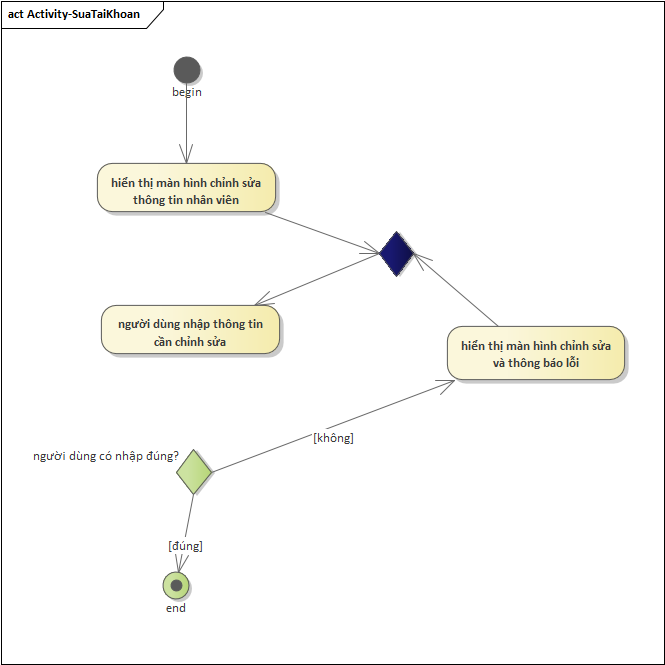 act Activity-SuaTaiKhoan
begin
hiển thị màn hình chỉnh sửa
thông tin nhân viên
người dùng nhập thông tin
cần chỉnh sửa
hiển thị màn hình chỉnh sửa
và thông báo lỗi
[không]
người dùng có nhập đúng?
[đúng]
end